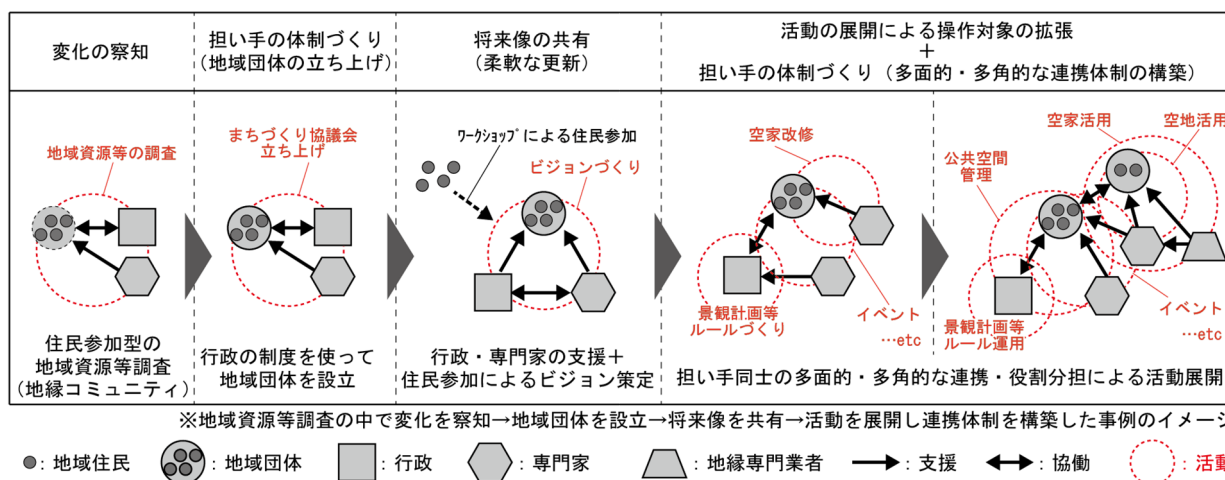 変化の察知
担い手の体制づくり
(地域団体の立ち上げ)
将来像の共有
(柔軟な更新)
活動の展開による操作対象の拡張
+
担い手の体制づくり(多面的・多角的な連携体制の構築)
地域資源等の調査
住民参加型の
地域資源等調査
(地縁コミュニティ)
まちづくり協議会
立ち上げ
行政の制度を使って
地域団体を設立
ワークショップによる住民参加
ビジョンづくり
行政・専門家の支援+
住民参加によるビジョン策定
空家改修
景観計画等
ルールづくり
イベント
…etc
空家活用
空地活用
公共空間
管理
景観計画等
ルール運用
イベント
…etc
担い手同士の多面的・多角的な連携・役割分担による活動展開
※地域資源等調査の中で変化を察知→地域団体を設立→将来像を共有→活動を展開し連携体制を構築した事例のイメージ
:地域住民
:地域団体
:行政
:専門家
:地縁専門業者
:支援
:協働
:活動